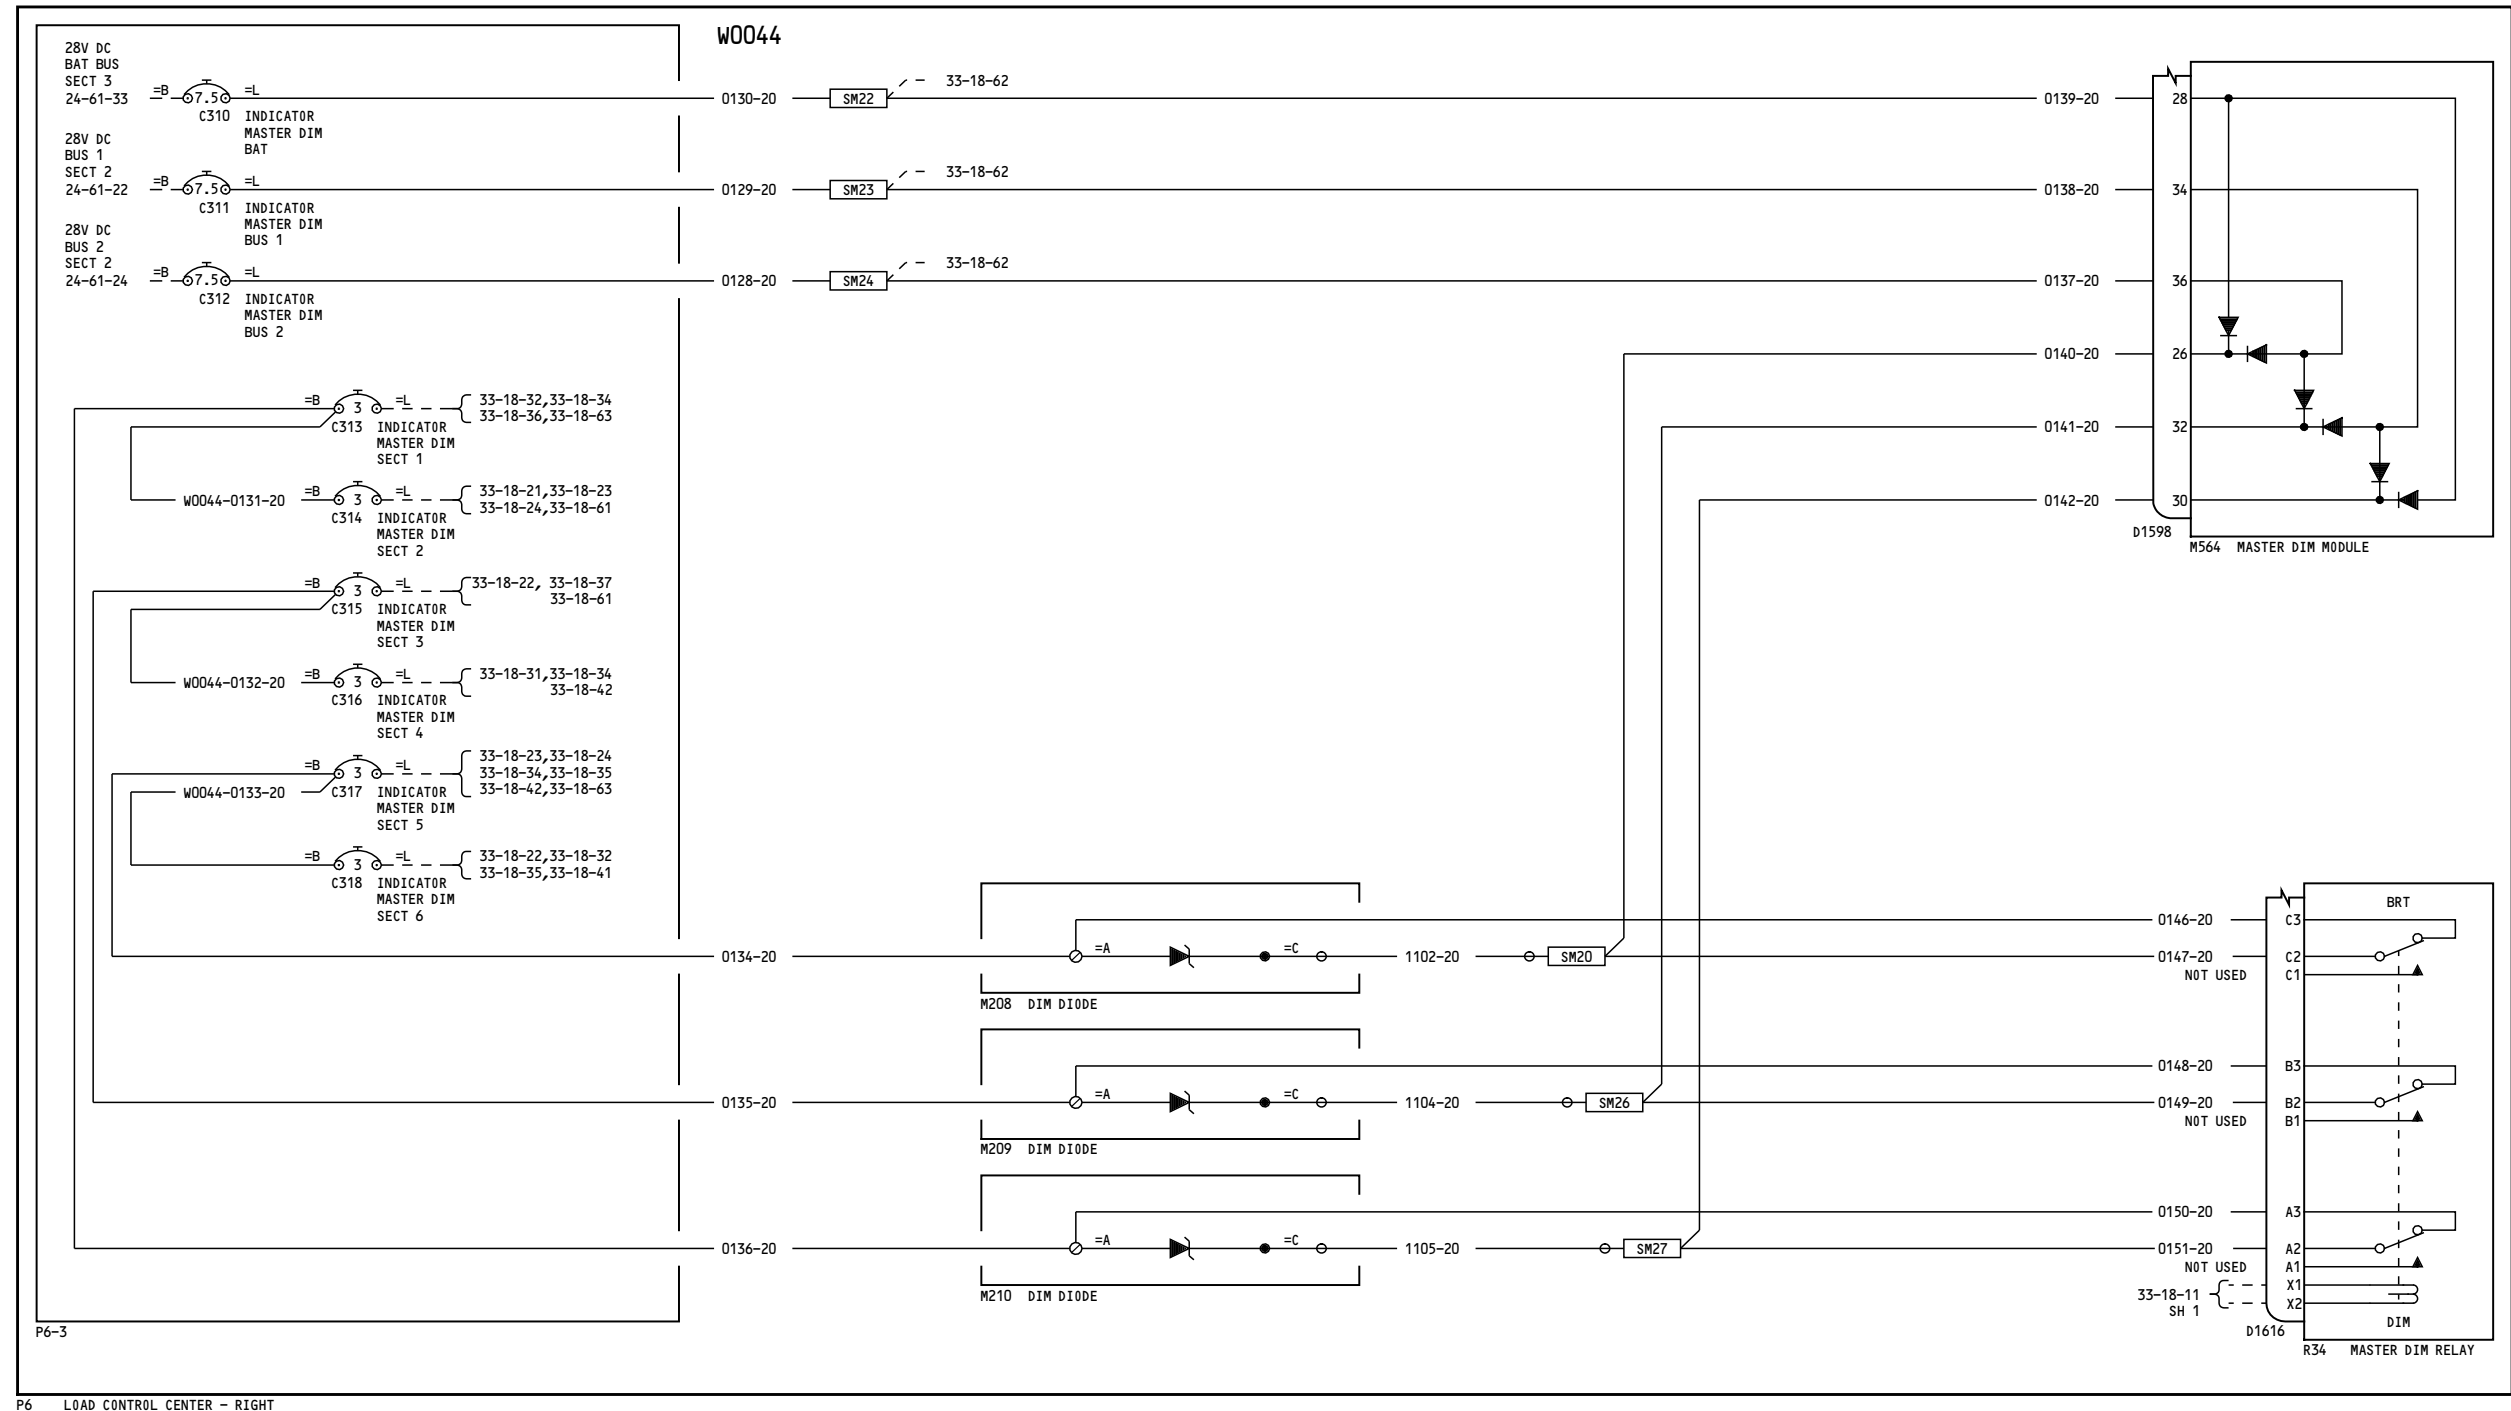 W0044
28V DC
BAT BUS
SECT 3
24-61-33
=B
7.5
=L
C310 INDICATOR
MASTER DIM
BAT
0130-20
SM22
33-18-62
0139-20
28
28V DC
BUS 1
SECT 2
24-61-22
=B
7.5
=L
C311 INDICATOR
MASTER DIM
BUS 1
0129-20
SM23
33-18-62
0138-20
34
28V DC
BUS 2
SECT 2
24-61-24
=B
7.5
=L
C312 INDICATOR
MASTER DIM
BUS 2
0128-20
SM24
33-18-62
0137-20
36
0140-20
26
0141-20
32
0142-20
30
D1598
M564 MASTER DIM MODULE
=B
3
=L
33-18-32,33-18-34
33-18-36,33-18-63
C313 INDICATOR
MASTER DIM
SECT 1
W0044-0131-20
=B
3
=L
33-18-21,33-18-23
33-18-24,33-18-61
C314 INDICATOR
MASTER DIM
SECT 2
=B
3
=L
33-18-22, 33-18-37
33-18-61
C315 INDICATOR
MASTER DIM
SECT 3
W0044-0132-20
=B
3
=L
33-18-31,33-18-34
33-18-42
C316 INDICATOR
MASTER DIM
SECT 4
=B
3
=L
33-18-23,33-18-24
33-18-34,33-18-35
33-18-42,33-18-63
W0044-0133-20
C317 INDICATOR
MASTER DIM
SECT 5
=B
3
=L
33-18-22,33-18-32
33-18-35,33-18-41
C318 INDICATOR
MASTER DIM
SECT 6
0134-20
=A
=C
1102-20
SM20
M208 DIM DIODE
0146-20
C3
0147-20
C2
NOT USED
C1
BRT
0135-20
=A
=C
1104-20
SM26
M209 DIM DIODE
0148-20
B3
0149-20
B2
NOT USED
B1
0136-20
=A
=C
1105-20
SM27
M210 DIM DIODE
0150-20
A3
0151-20
A2
NOT USED
A1
33-18-11
SH 1
X1
X2
DIM
D1616
R34 MASTER DIM RELAY
P6-3
P6 LOAD CONTROL CENTER - RIGHT